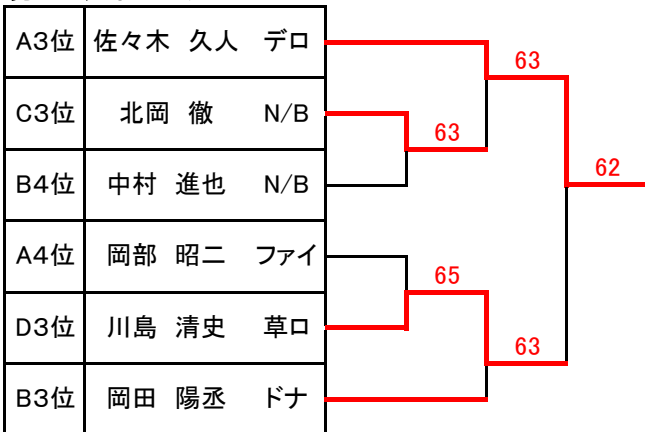 A3位 佐々木 久人 デロ
63
C3位 北岡 徹 N/B
63
62
B4位 中村 進也 N/B
A4位 岡部 昭二 ファイ
65
D3位 川島 清史 草ロ
63
B3位 岡田 陽丞 ドナ